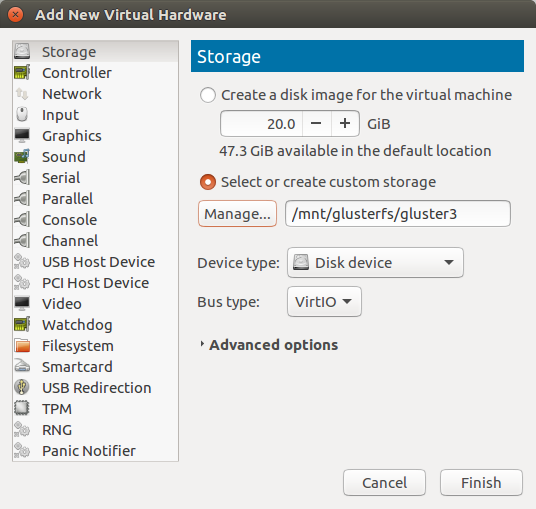 Add New Virtual Hardware
Storage
Controller
Network
Input
Graphics
Sound
Serial
Parallel
Console
Channel
USB Host Device
PCI Host Device
Video
Watchdog
Filesystem
Smartcard
USB Redirection
TPM
RNG
Panic Notifier
Storage
Create a disk image for the virtual machine
20.0 − + GiB
47.3 GiB available in the default location
Select or create custom storage
Manage... /mnt/glusterfs/gluster3
Device type: Disk device
Bus type: VirtIO
Advanced options
Cancel Finish